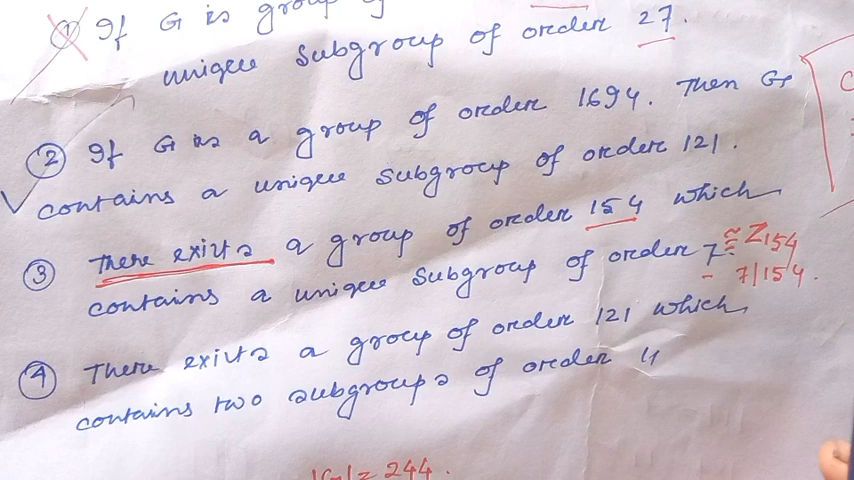 ① If G is group of
unique subgroup of order 27.
② If G is a group of order 1694. Then G
contains a unique subgroup of order 121.
③ There exists a group of order 154 which
contains a unique subgroup of order 7. ≅ Z154
- 7/154.
④ There exists a group of order 121 which
contains two subgroups of order 11
|G| = 244.